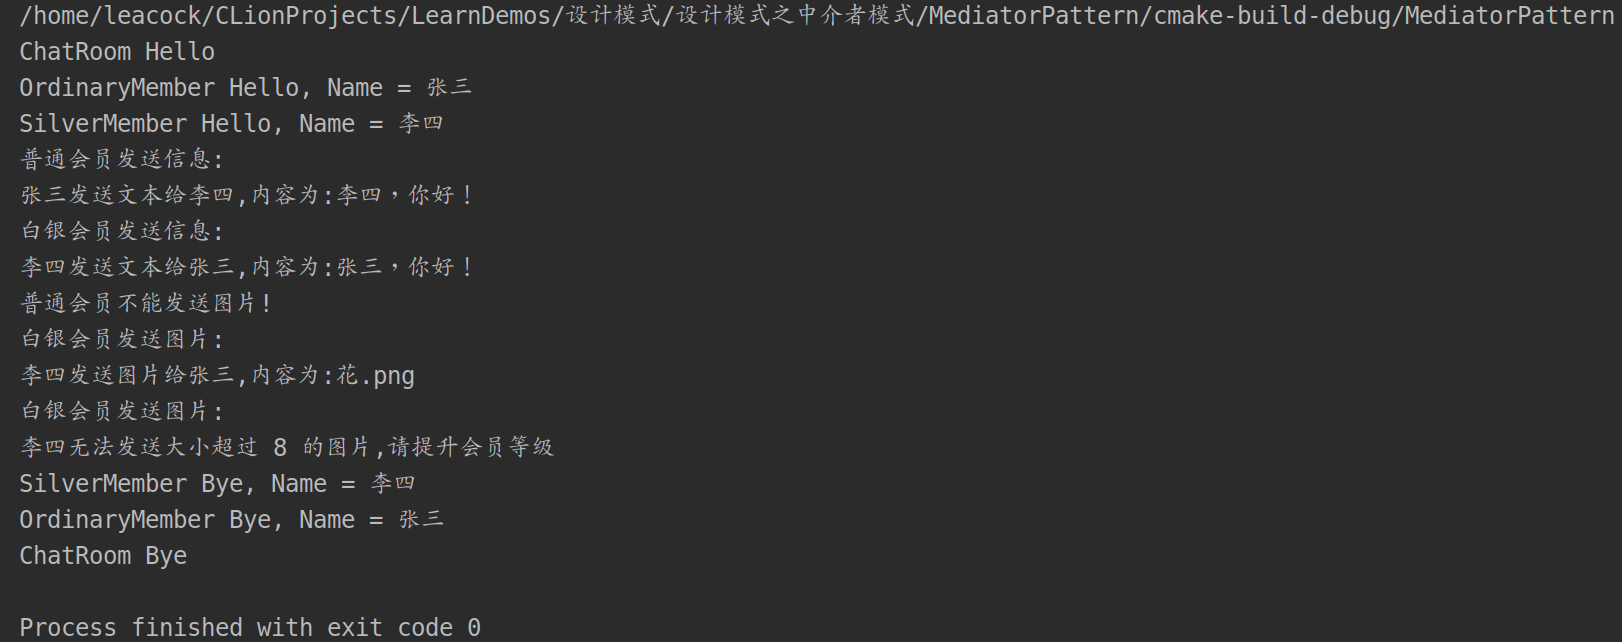 /home/leacock/CLionProjects/LearnDemos/设计模式/设计模式之中介者模式/MediatorPattern/cmake-build-debug/MediatorPattern
ChatRoom Hello
OrdinaryMember Hello, Name = 张三
SilverMember Hello, Name = 李四
普通会员发送信息:
张三发送文本给李四,内容为:李四，你好！
白银会员发送信息:
李四发送文本给张三,内容为:张三，你好！
普通会员不能发送图片!
白银会员发送图片:
李四发送图片给张三,内容为:花.png
白银会员发送图片:
李四无法发送大小超过 8 的图片,请提升会员等级
SilverMember Bye, Name = 李四
OrdinaryMember Bye, Name = 张三
ChatRoom Bye
Process finished with exit code 0